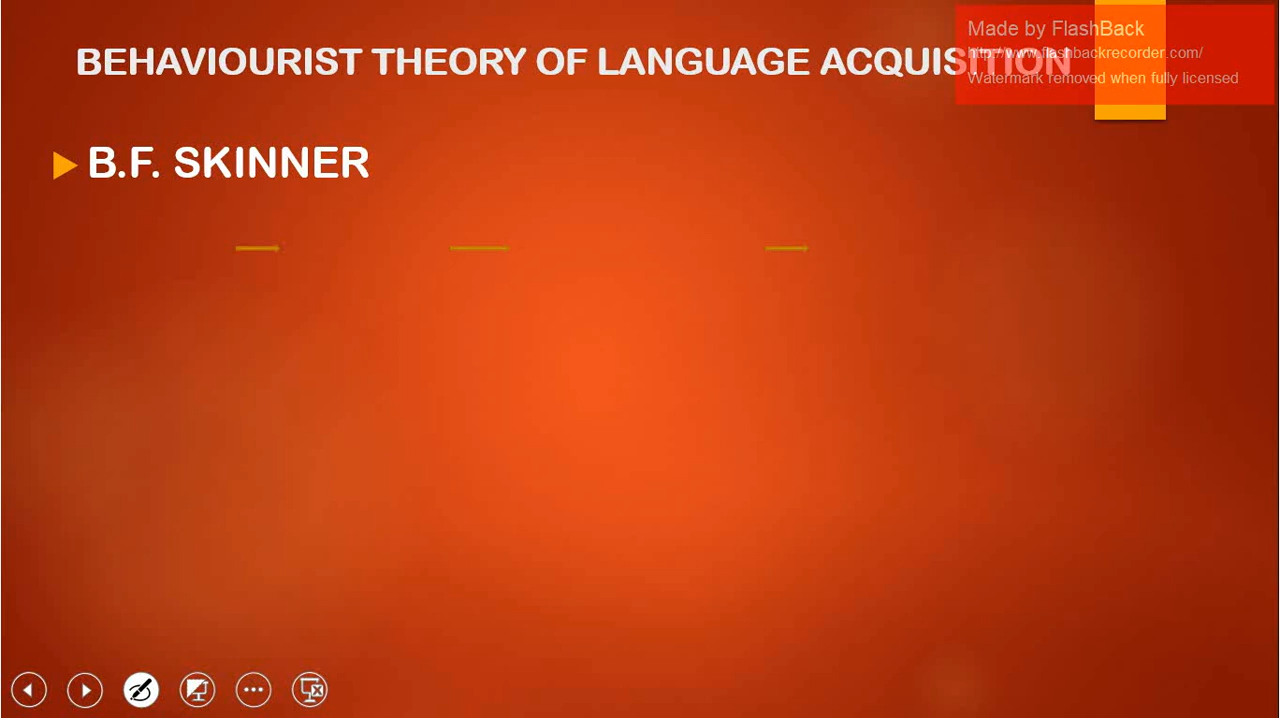 BEHAVIOURIST THEORY OF LANGUAGE ACQUISITION
Made by FlashBack
http://www.flashbackrecorder.com/
Watermark removed when fully licensed
B.F. SKINNER